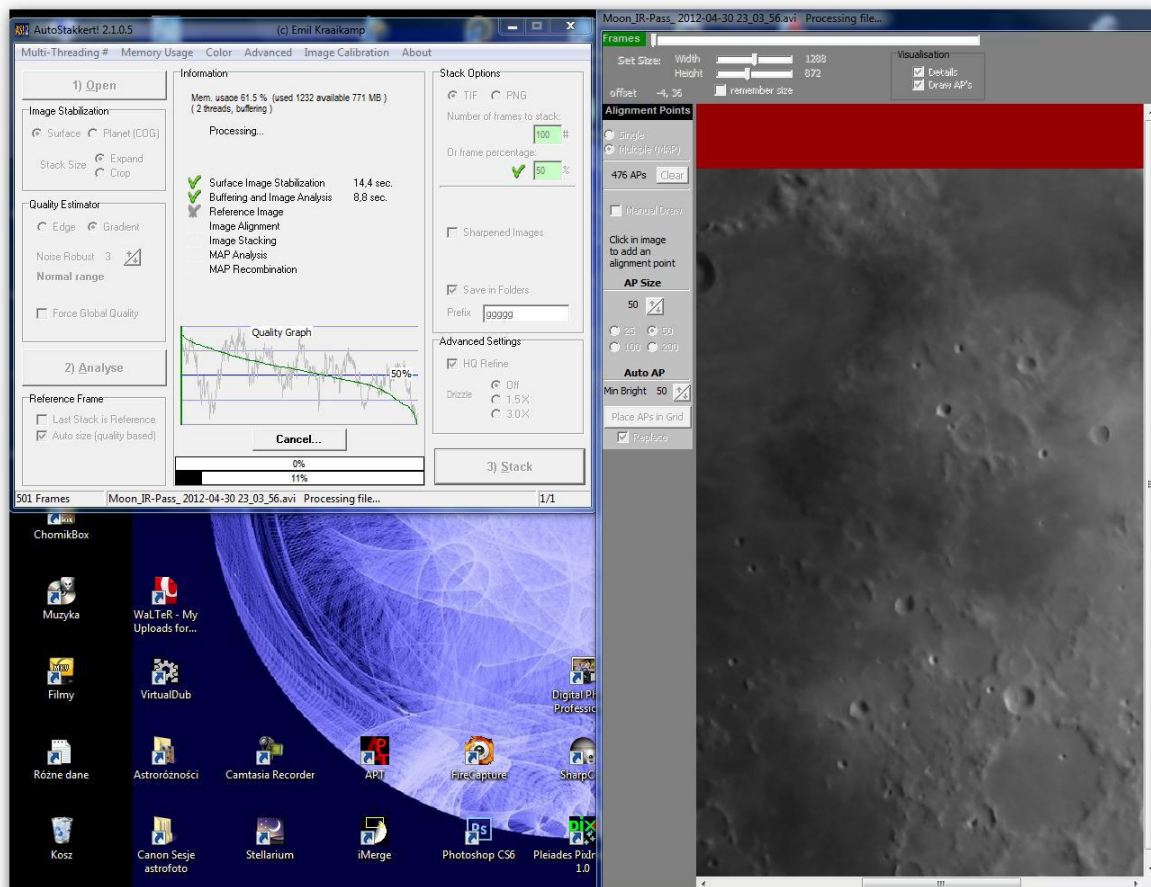 AutoStakkert! 2.1.0.5 (c) Emil Kraaikamp
Multi-Threading # Memory Usage Color Advanced Image Calibration About
1) Open
Image Stabilization
Surface Planet (COG)
Stack Size Expand
Crop
Quality Estimator
Edge Gradient
Noise Robust 3
Normal range
Force Global Quality
2) Analyse
Reference Frame
Last Stack is Reference
Auto size (quality based)
Information
Mem. usage 61.5 % (used 1232 available 771 MB )
( 2 threads, buffering )
Processing...
Surface Image Stabilization 14,4 sec.
Buffering and Image Analysis 8,8 sec.
Reference Image
Image Alignment
Image Stacking
MAP Analysis
MAP Recombination
Quality Graph
50%
Cancel...
0%
11%
Stack Options
TIF PNG
Number of frames to stack:
100 #
Or frame percentage:
50 %
Sharpened Images
Save in Folders
Prefix ggggg
Advanced Settings
HQ Refine
Drizzle Off
1.5X
3.0X
3) Stack
501 Frames Moon_IR-Pass_ 2012-04-30 23_03_56.avi Processing file... 1/1
Moon_IR-Pass_ 2012-04-30 23_03_56.avi Processing file...
Frames
Set Size: Width 1288
Height 872
offset -4, 36 remember size
Visualisation
Details
Draw AP's
Alignment Points
Single
Multiple (MAP)
476 APs Clear
Manual Draw
Click in image
to add an
alignment point
AP Size
50
25 50
100 200
Auto AP
Min Bright 50
Place APs in Grid
Replace
ChomikBox
Muzyka
WaLTeR - My
Uploads for...
Filmy
VirtualDub
Digital Ph
Professio
Różne dane
Astroróżności
Camtasia Recorder
APT
FireCapture
SharpC
Kosz
Canon Sesje
astrofoto
Stellarium
iMerge
Photoshop CS6
Pleiades PixIn
1.0